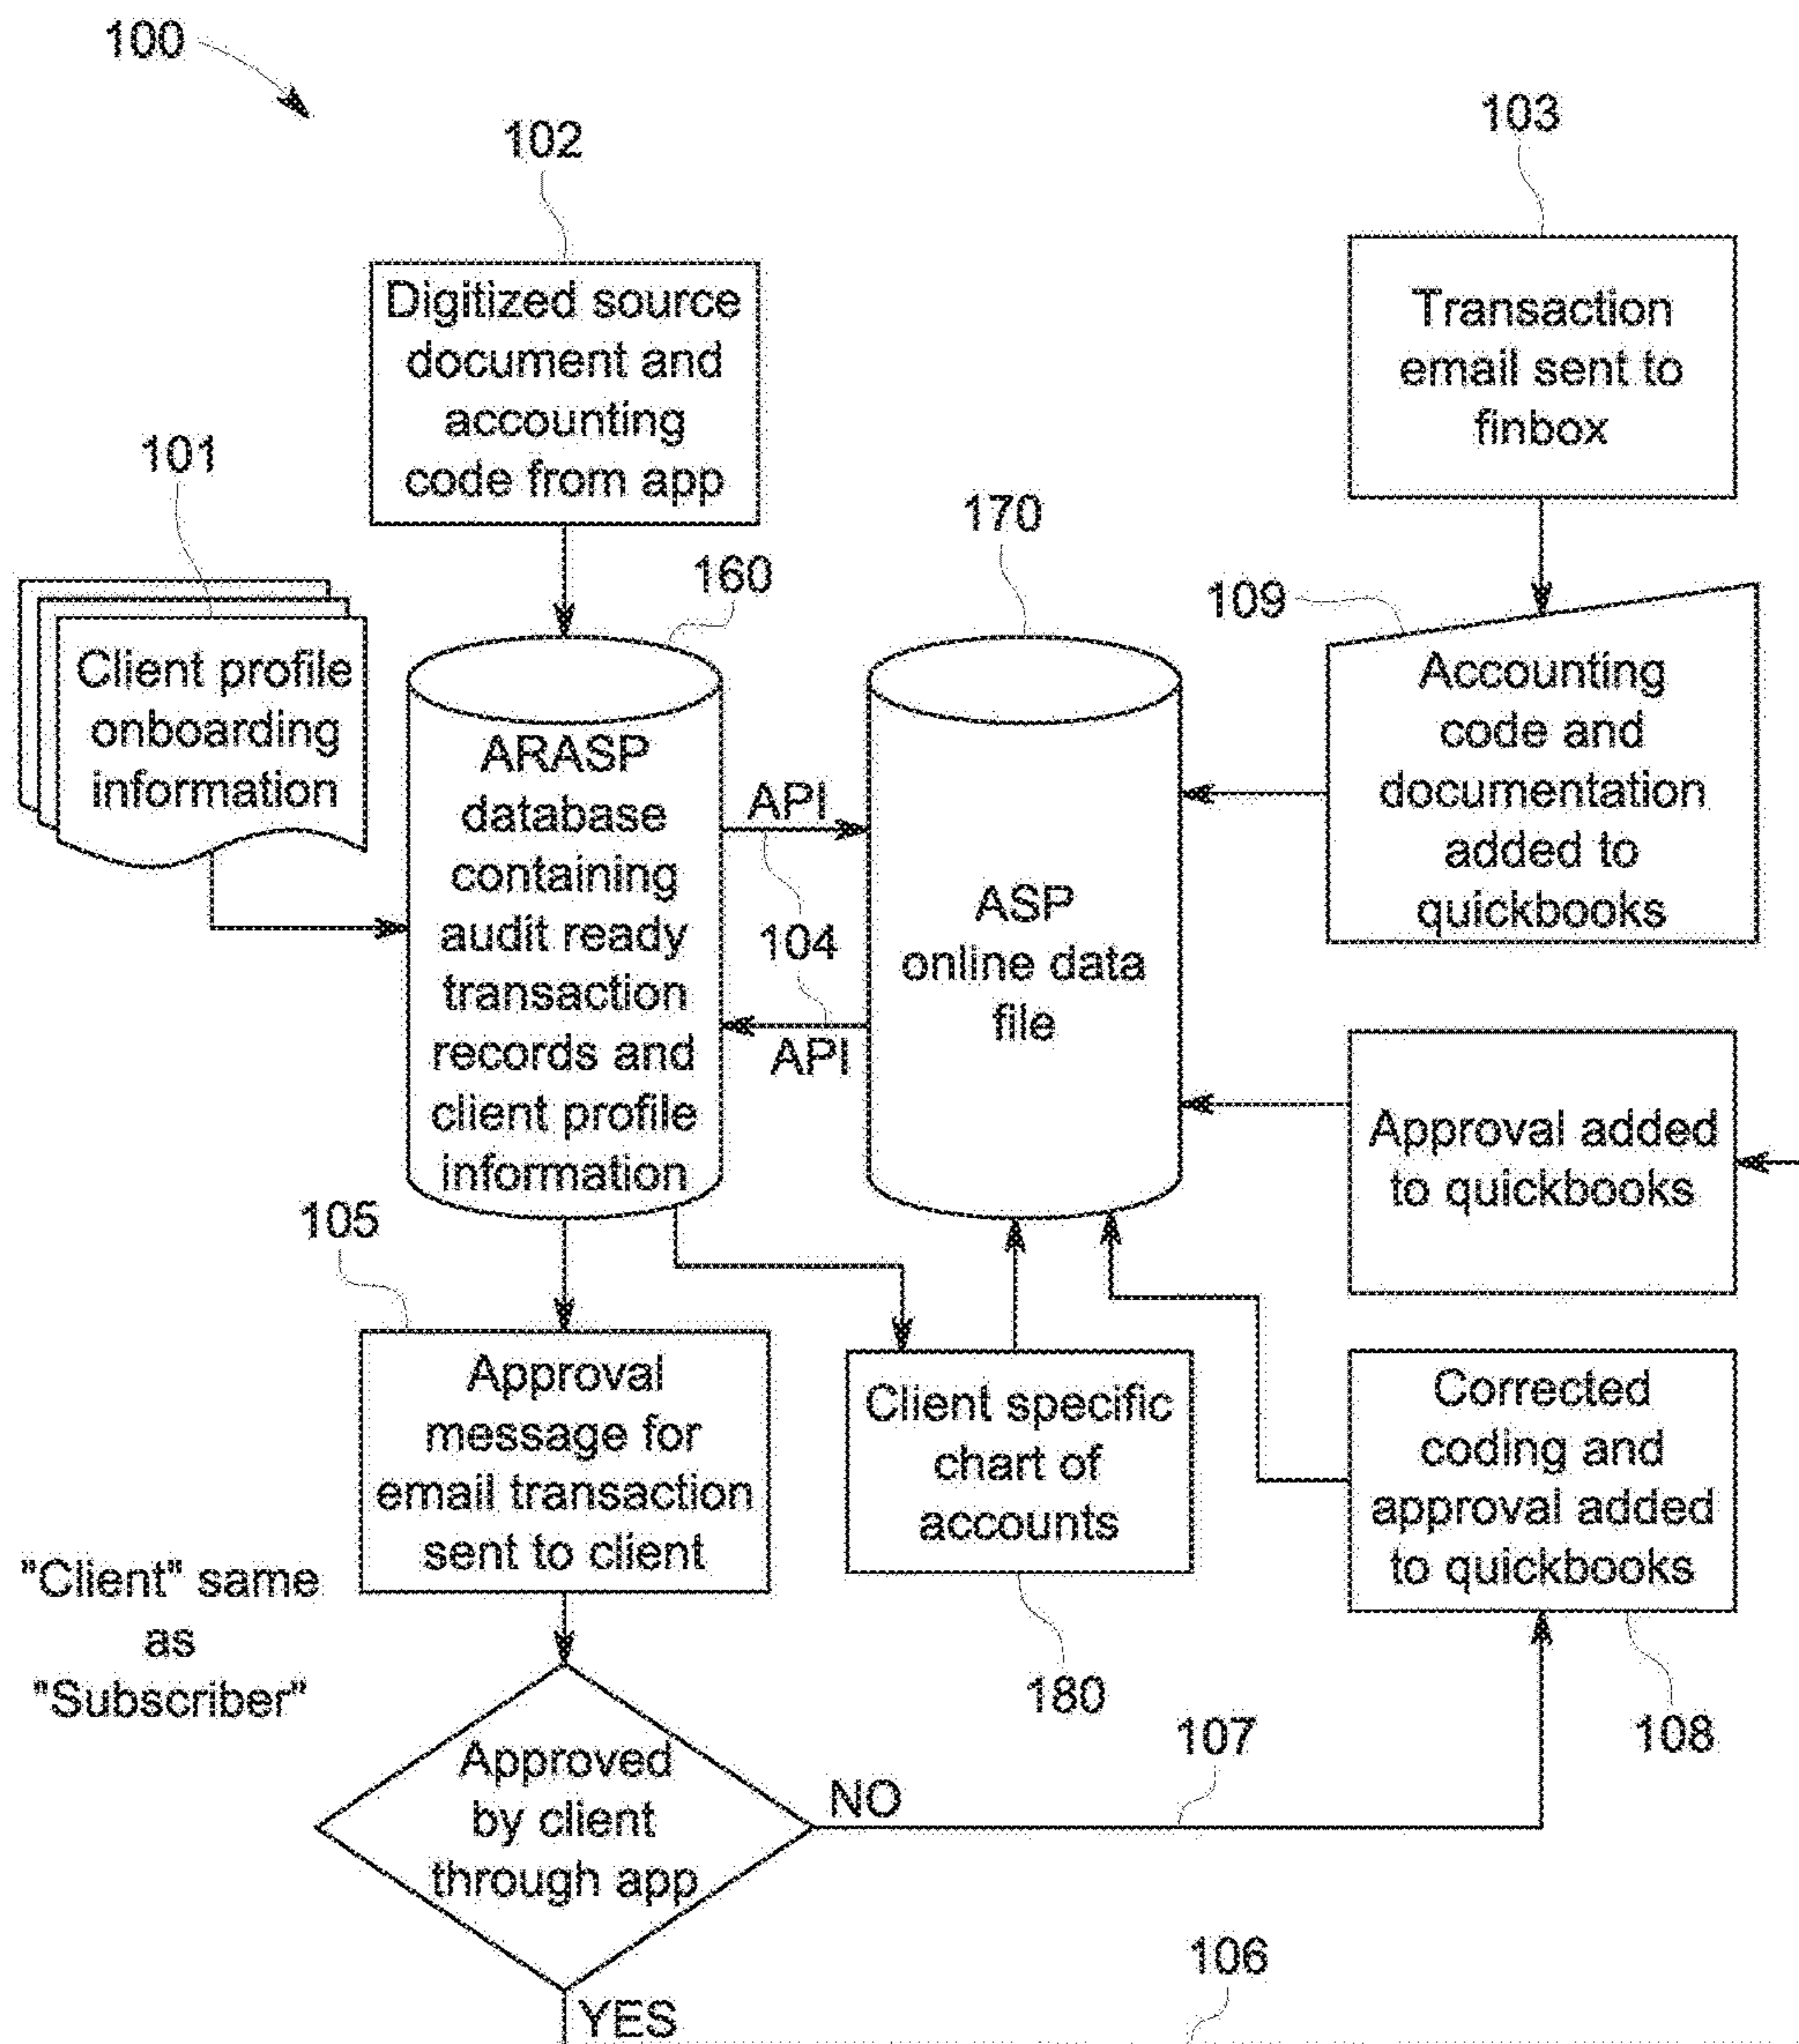 100
102
103
Digitized source
document and
accounting
code from app
Transaction
email sent to
finbox
101
160
170
109
Client profile
onboarding
information
ARASP
database
containing
audit ready
transaction
records and
client profile
information
API
104
API
ASP
online data
file
Accounting
code and
documentation
added to
quickbooks
Approval added
to quickbooks
105
Approval
message for
email transaction
sent to client
Client specific
chart of
accounts
Corrected
coding and
approval added
to quickbooks
"Client" same
as
"Subscriber"
180
108
107
Approved
by client
through app
NO
106
YES